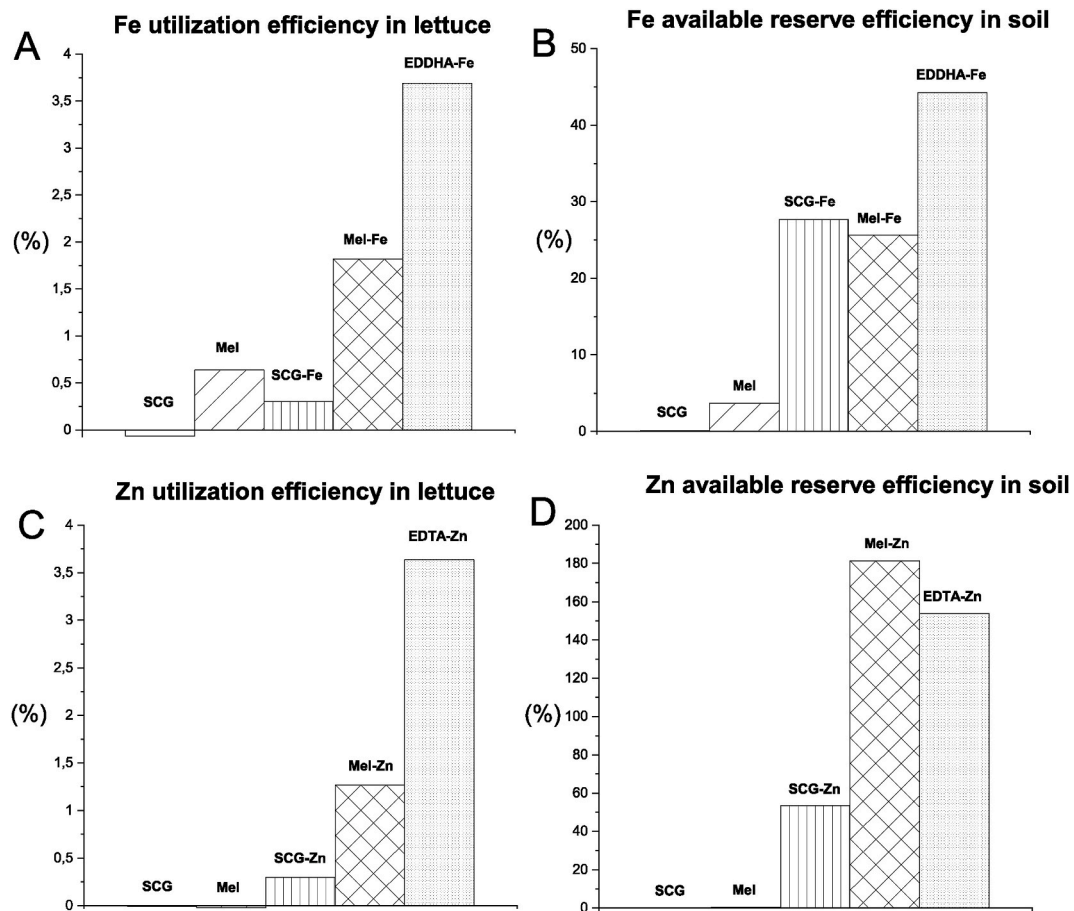 A
Fe utilization efficiency in lettuce
4
3,5
3
2,5
2
1,5
1
0,5
0
(%)
SCG
Mel
SCG-Fe
Mel-Fe
EDDHA-Fe
B
Fe available reserve efficiency in soil
50
40
30
20
10
0
(%)
SCG
Mel
SCG-Fe
Mel-Fe
EDDHA-Fe
C
Zn utilization efficiency in lettuce
4
3,5
3
2,5
2
1,5
1
0,5
0
(%)
SCG
Mel
SCG-Zn
Mel-Zn
EDTA-Zn
D
Zn available reserve efficiency in soil
200
180
160
140
120
100
80
60
40
20
0
(%)
SCG
Mel
SCG-Zn
Mel-Zn
EDTA-Zn